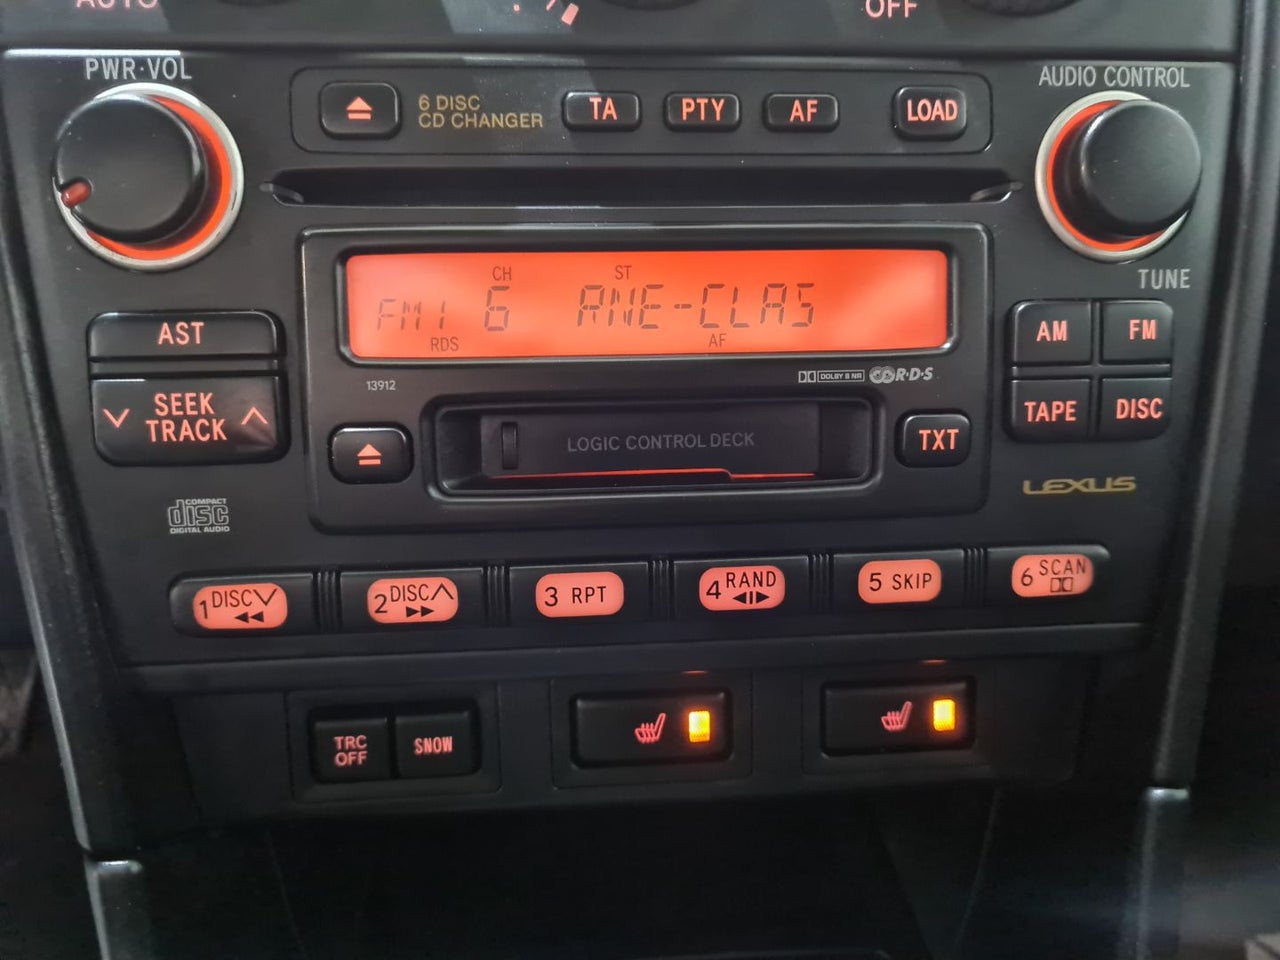 AUTO
OFF
PWR·VOL
AUDIO CONTROL
6 DISC
CD CHANGER
TA
PTY
AF
LOAD
TUNE
CH
ST
FM1 6 RNE-CLAS
RDS
AF
AST
AM
FM
SEEK
TRACK
TAPE
DISC
13912
DOLBY B NR
R·D·S
LOGIC CONTROL DECK
TXT
LEXUS
COMPACT
disc
DIGITAL AUDIO
1 DISC
2 DISC
3 RPT
4 RAND
5 SKIP
6 SCAN
TRC
OFF
SNOW